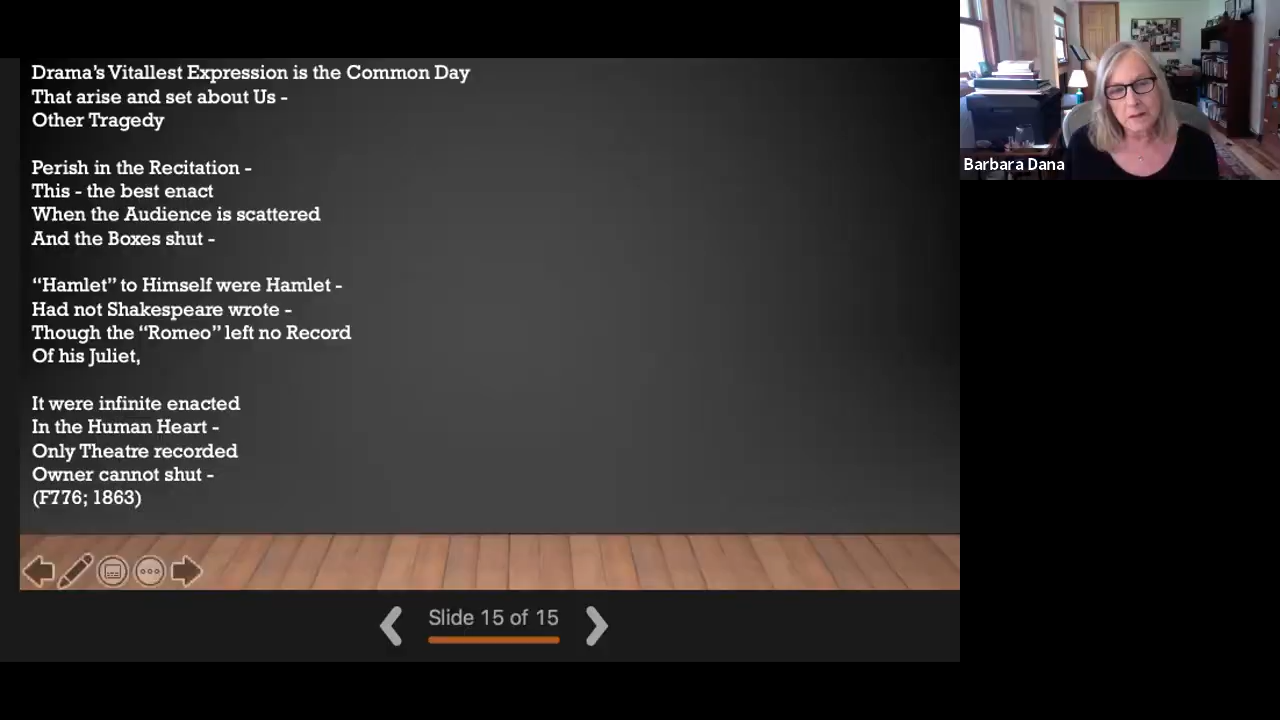 Drama’s Vitallest Expression is the Common Day
That arise and set about Us -
Other Tragedy
Perish in the Recitation -
This - the best enact
When the Audience is scattered
And the Boxes shut -
“Hamlet” to Himself were Hamlet -
Had not Shakespeare wrote -
Though the “Romeo” left no Record
Of his Juliet,
It were infinite enacted
In the Human Heart -
Only Theatre recorded
Owner cannot shut -
(F776; 1863)
Slide 15 of 15
Barbara Dana